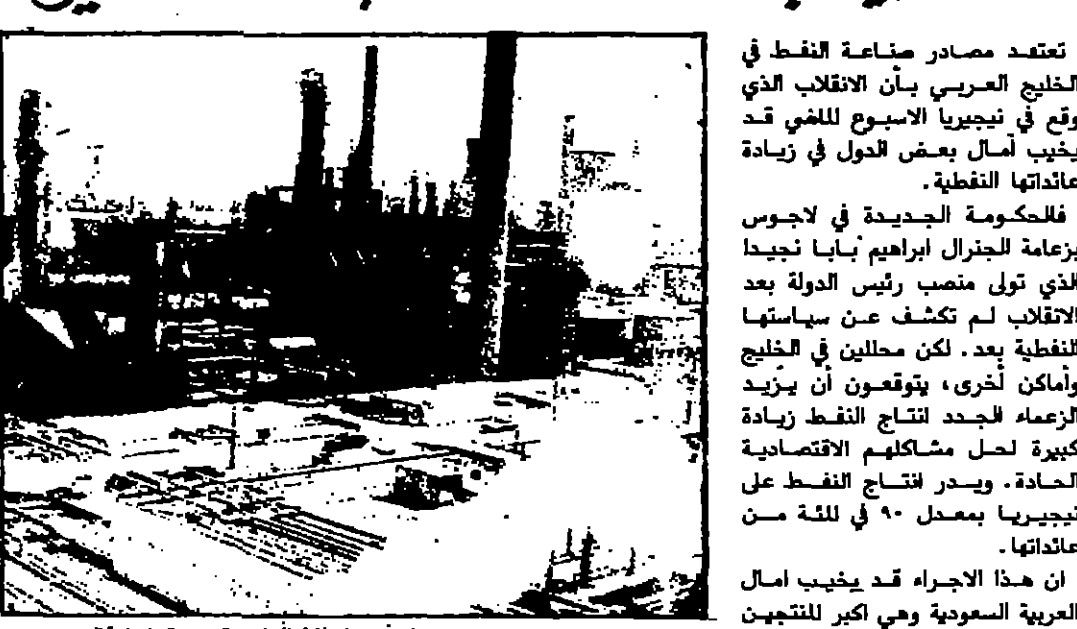 تعتقد مصادر صناعة النفط في
الخليج العربي بأن الانقلاب الذي
وقع في نيجيريا الاسبوع الماضي قد
يخيب آمال بعض الدول في زيادة
عائداتها النفطية.
فالحكومة الجديدة في لاجوس
بزعامة الجنرال ابراهيم بابا نجيدا
الذي تولى منصب رئيس الدولة بعد
الانقلاب لم تكشف عن سياستها
النفطية بعد. لكن محللين في الخليج
وأماكن أخرى، يتوقعون أن يزيد
الزعماء الجدد انتاج النفط زيادة
كبيرة لحل مشاكلهم الاقتصادية
الحادة. ويدر انتاج النفط على
نيجيريا بمعدل ٩٠ في المئة من
عائداتها.
ان هذا الاجراء قد يخيب امال
العربية السعودية وهي اكبر المنتجين